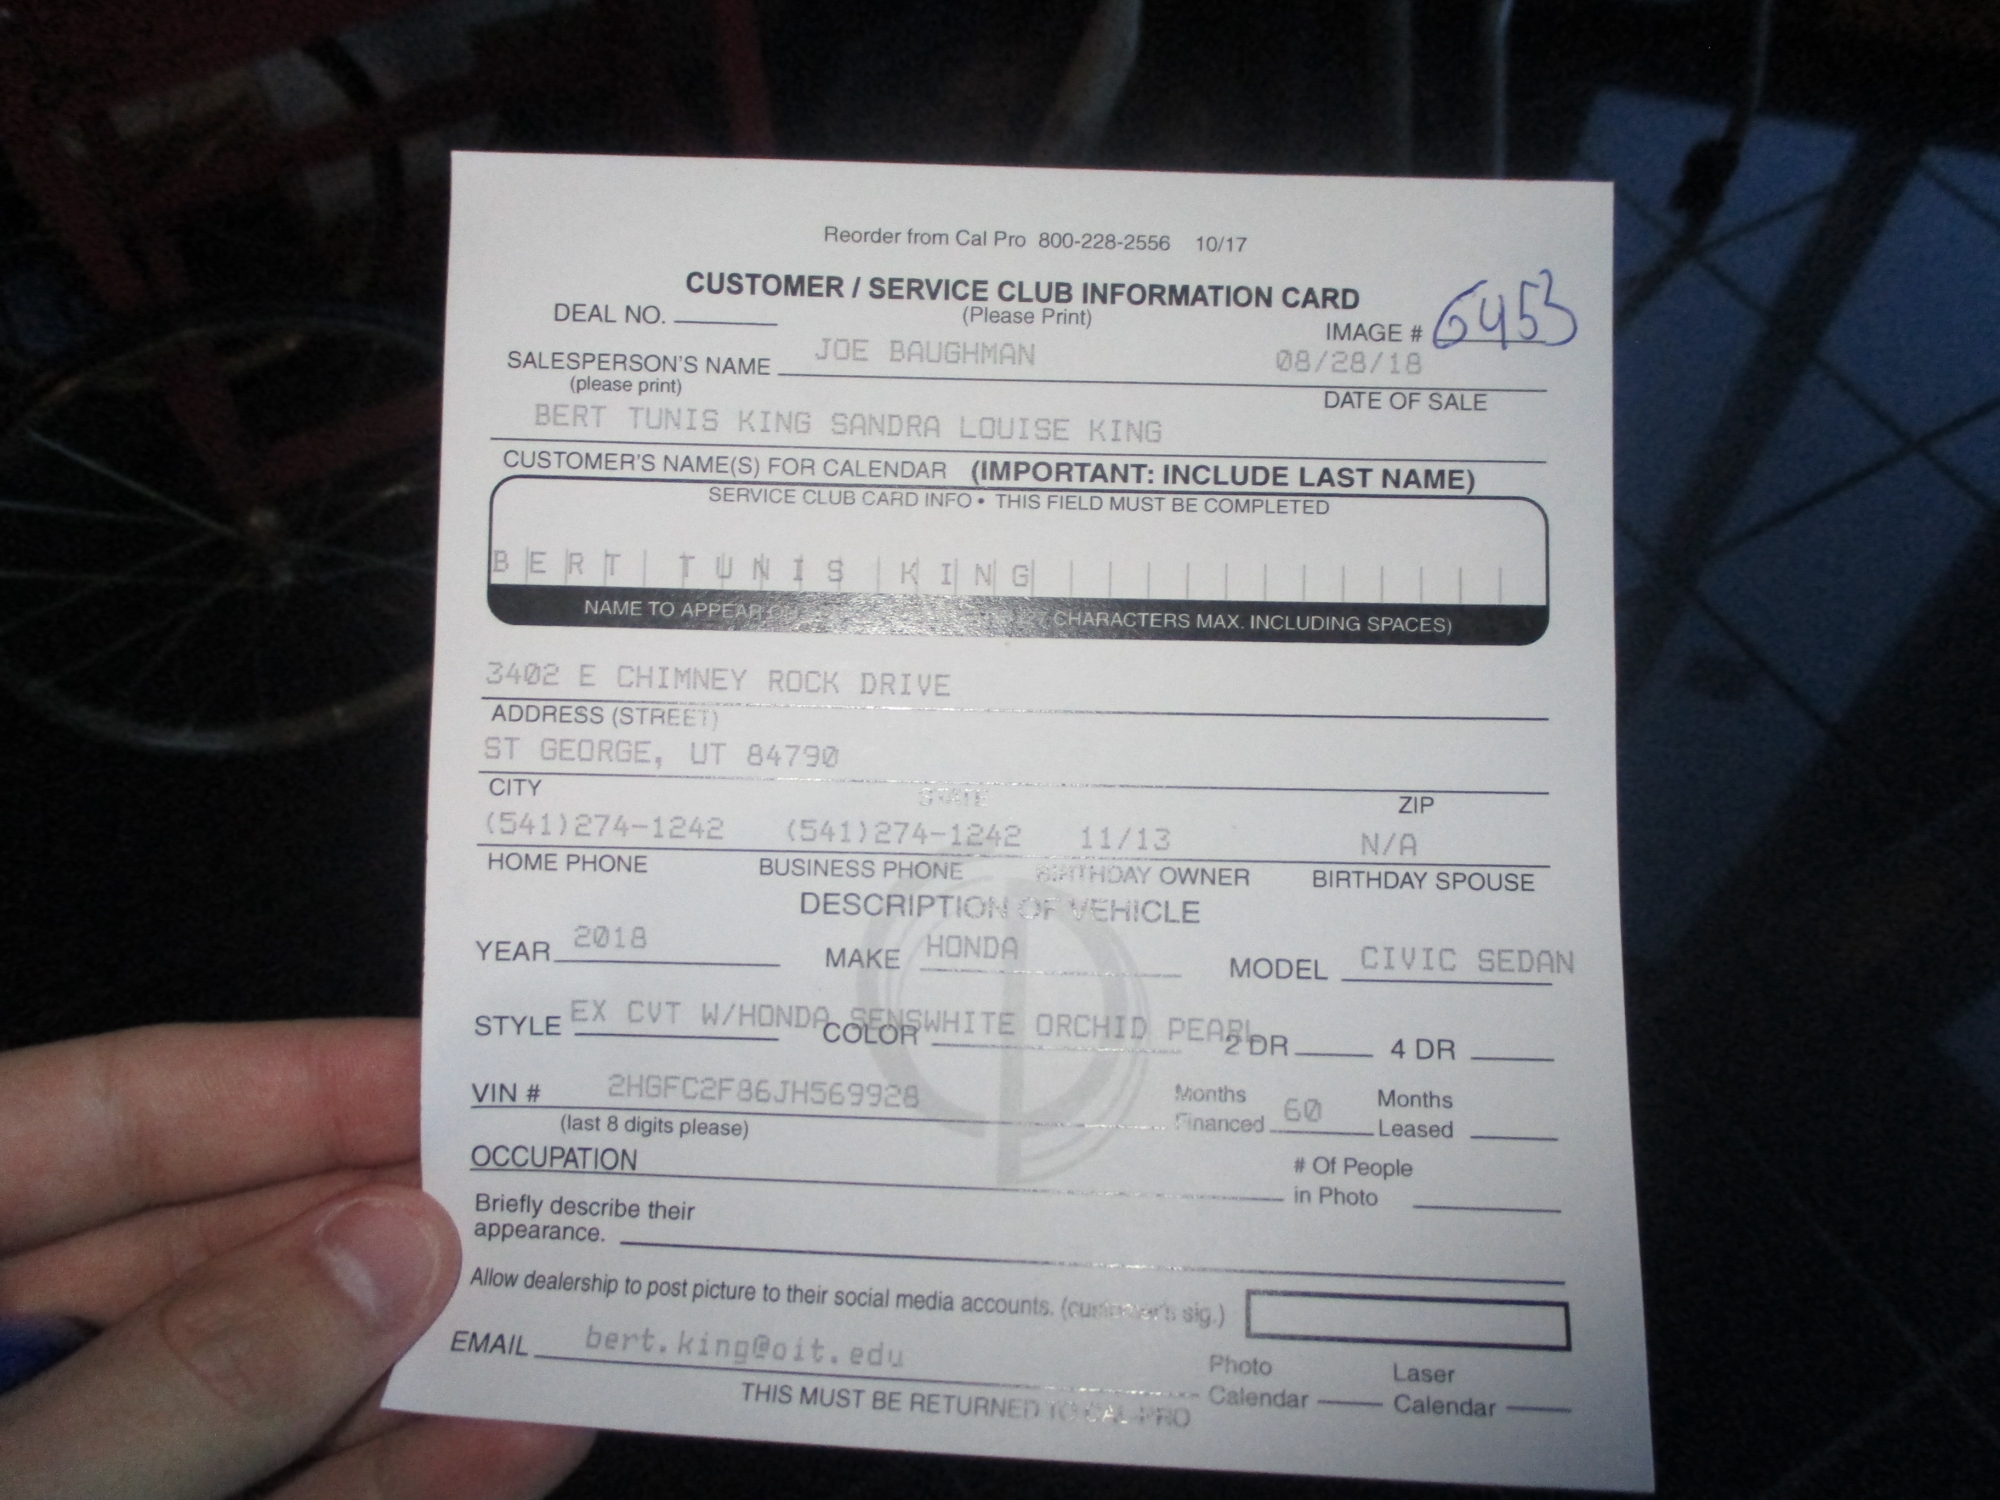 Reorder from Cal Pro 800-228-2556 10/17
CUSTOMER / SERVICE CLUB INFORMATION CARD
(Please Print)
DEAL NO.
IMAGE # 6453
SALESPERSON'S NAME JOE BAUGHMAN 08/28/18
(please print) DATE OF SALE
BERT TUNIS KING SANDRA LOUISE KING
CUSTOMER'S NAME(S) FOR CALENDAR (IMPORTANT: INCLUDE LAST NAME)
SERVICE CLUB CARD INFO • THIS FIELD MUST BE COMPLETED
BERT TUNIS KING
NAME TO APPEAR ON CHARACTERS MAX. INCLUDING SPACES)
3402 E CHIMNEY ROCK DRIVE
ADDRESS (STREET)
ST GEORGE, UT 84790
CITY STATE ZIP
(541)274-1242 (541)274-1242 11/13 N/A
HOME PHONE BUSINESS PHONE BIRTHDAY OWNER BIRTHDAY SPOUSE
DESCRIPTION OF VEHICLE
YEAR 2018 MAKE HONDA MODEL CIVIC SEDAN
STYLE EX CVT W/HONDA SENSWHITE ORCHID PEARL
COLOR 2 DR 4 DR
VIN # 2HGFC2F86JH569928
(last 8 digits please)
Months Financed 60 Months Leased
OCCUPATION
# Of People in Photo
Briefly describe their
appearance.
Allow dealership to post picture to their social media accounts. (customer's sig.)
EMAIL bert.king@oit.edu
Photo Calendar Laser Calendar
THIS MUST BE RETURNED TO CAL-PRO